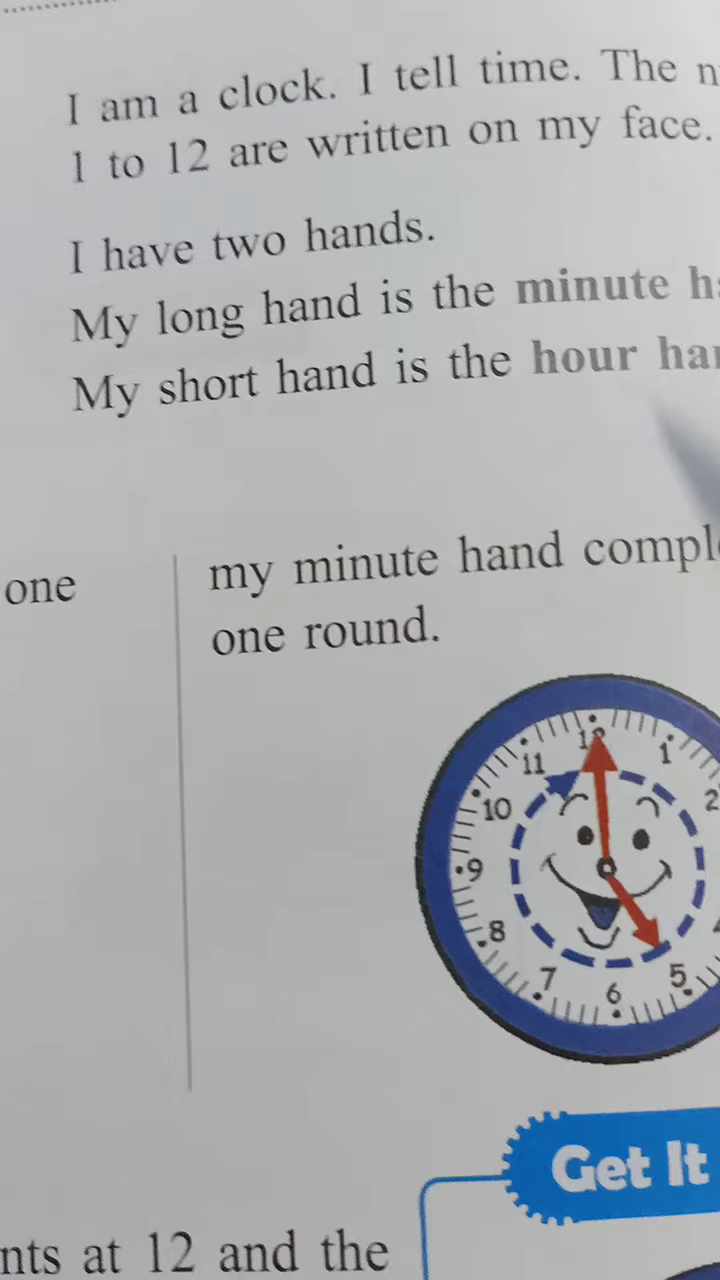 I am a clock. I tell time. The
1 to 12 are written on my face.
I have two hands.
My long hand is the minute
My short hand is the hour
one
my minute hand
one round.
12
1
2
5
6
7
8
9
10
11
Get It
at 12 and the